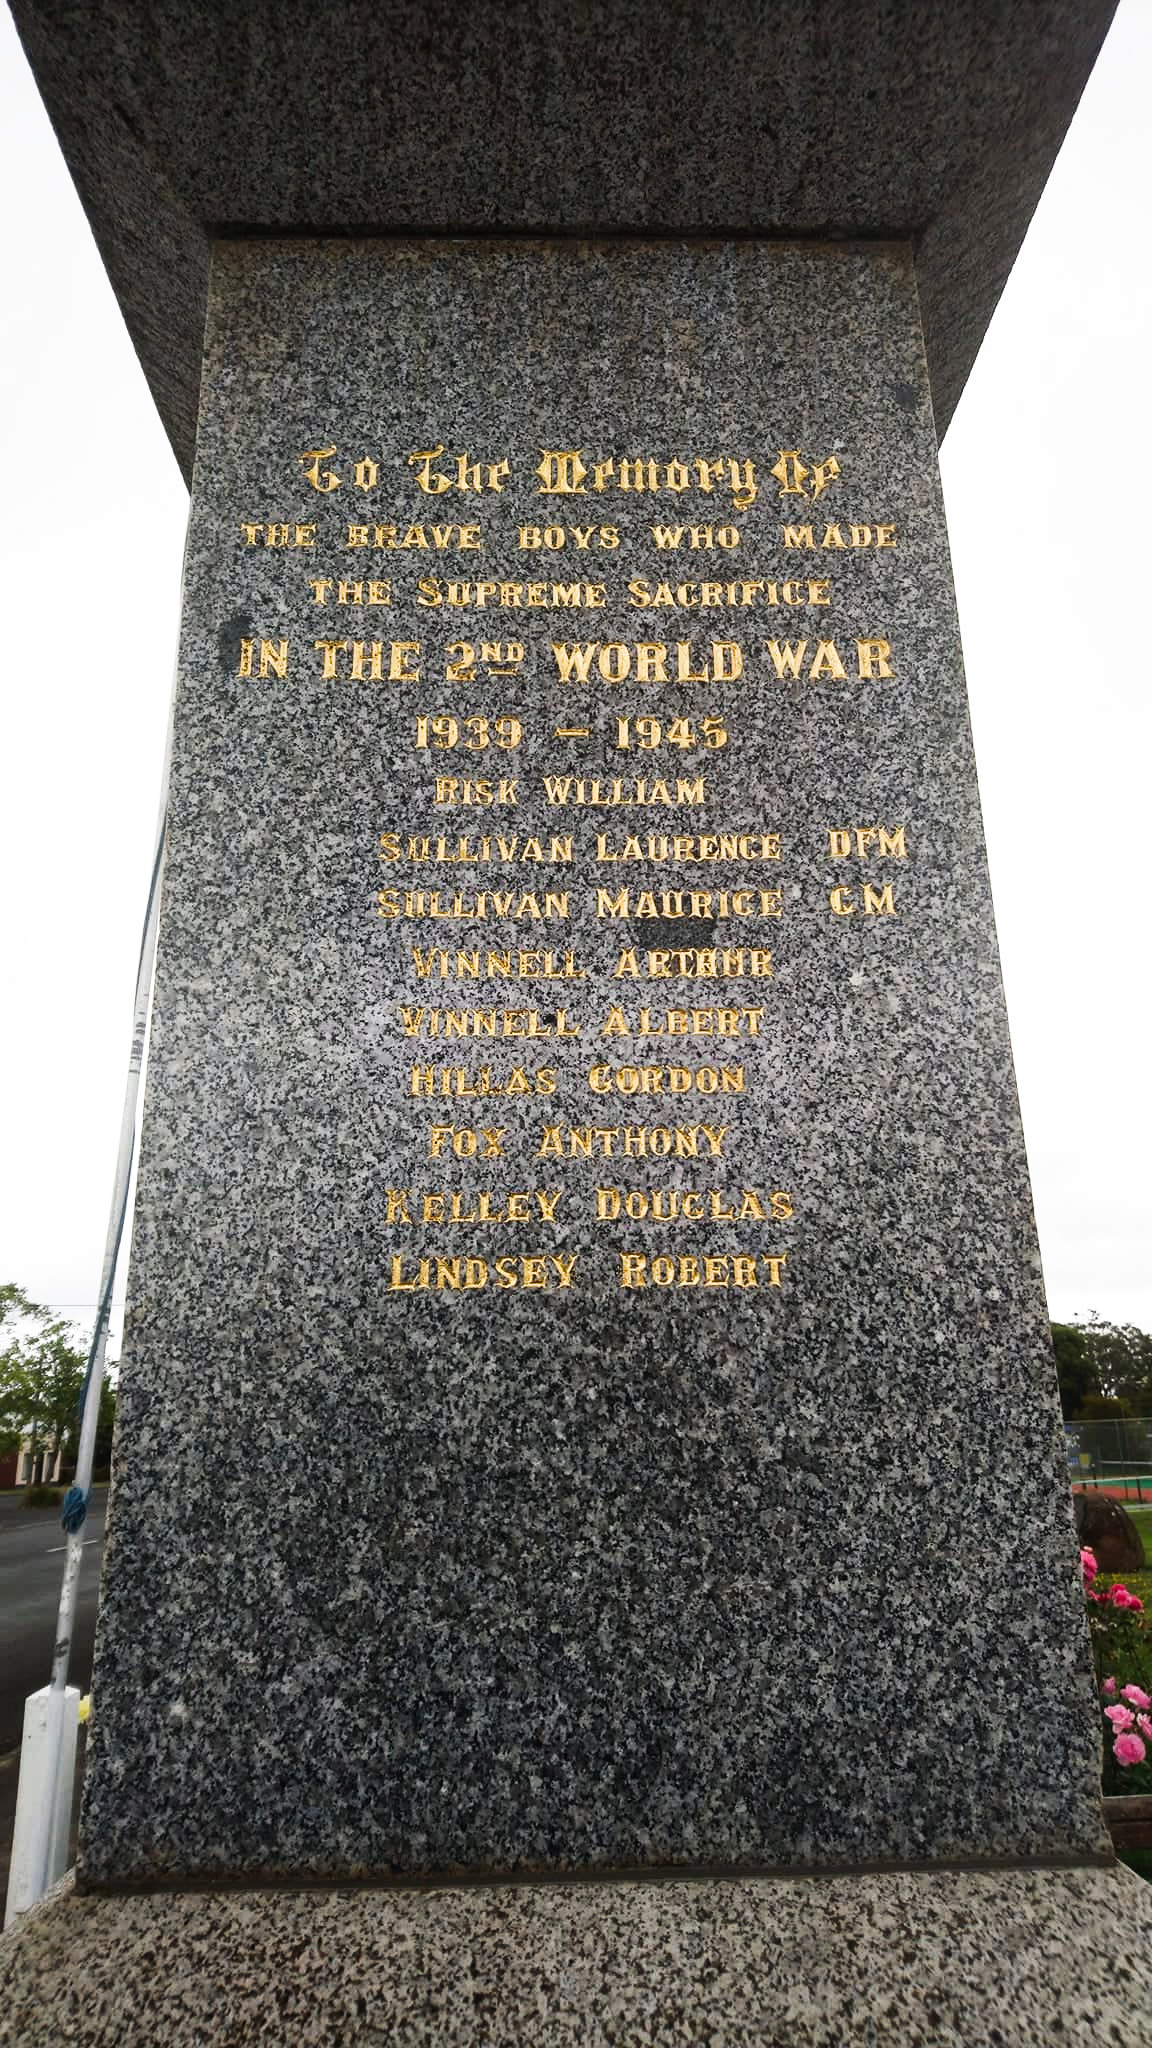 To The Memory Of
THE BRAVE BOYS WHO MADE
THE SUPREME SACRIFICE
IN THE 2ND WORLD WAR
1939 - 1945
RISK WILLIAM
SULLIVAN LAURENCE DFM
SULLIVAN MAURICE GM
VINNELL ARTHUR
VINNELL ALBERT
HILLAS GORDON
FOX ANTHONY
KELLEY DOUGLAS
LINDSEY ROBERT